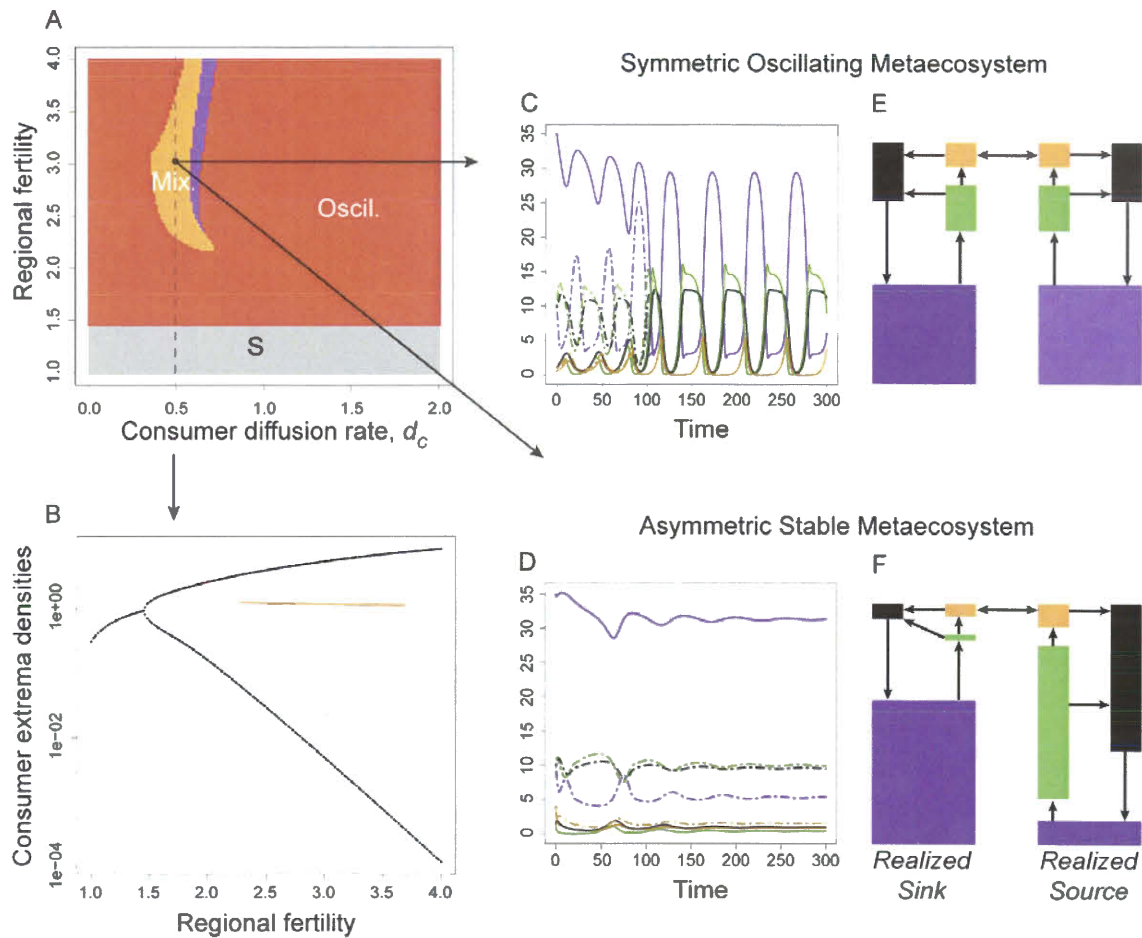 A
Regional fertility
4.0
3.5
3.0
2.5
2.0
1.5
1.0
Mix.
Oscil.
S
0.0 0.5 1.0 1.5 2.0
Consumer diffusion rate, dc
B
Consumer extrema densities
1e+00
1e-02
1e-04
1.0 1.5 2.0 2.5 3.0 3.5 4.0
Regional fertility
Symmetric Oscillating Metaecosystem
C
35
30
25
20
15
10
5
0
0 50 100 150 200 250 300
Time
E
Asymmetric Stable Metaecosystem
D
35
30
25
20
15
10
5
0
0 50 100 150 200 250 300
Time
F
Realized
Sink
Realized
Source